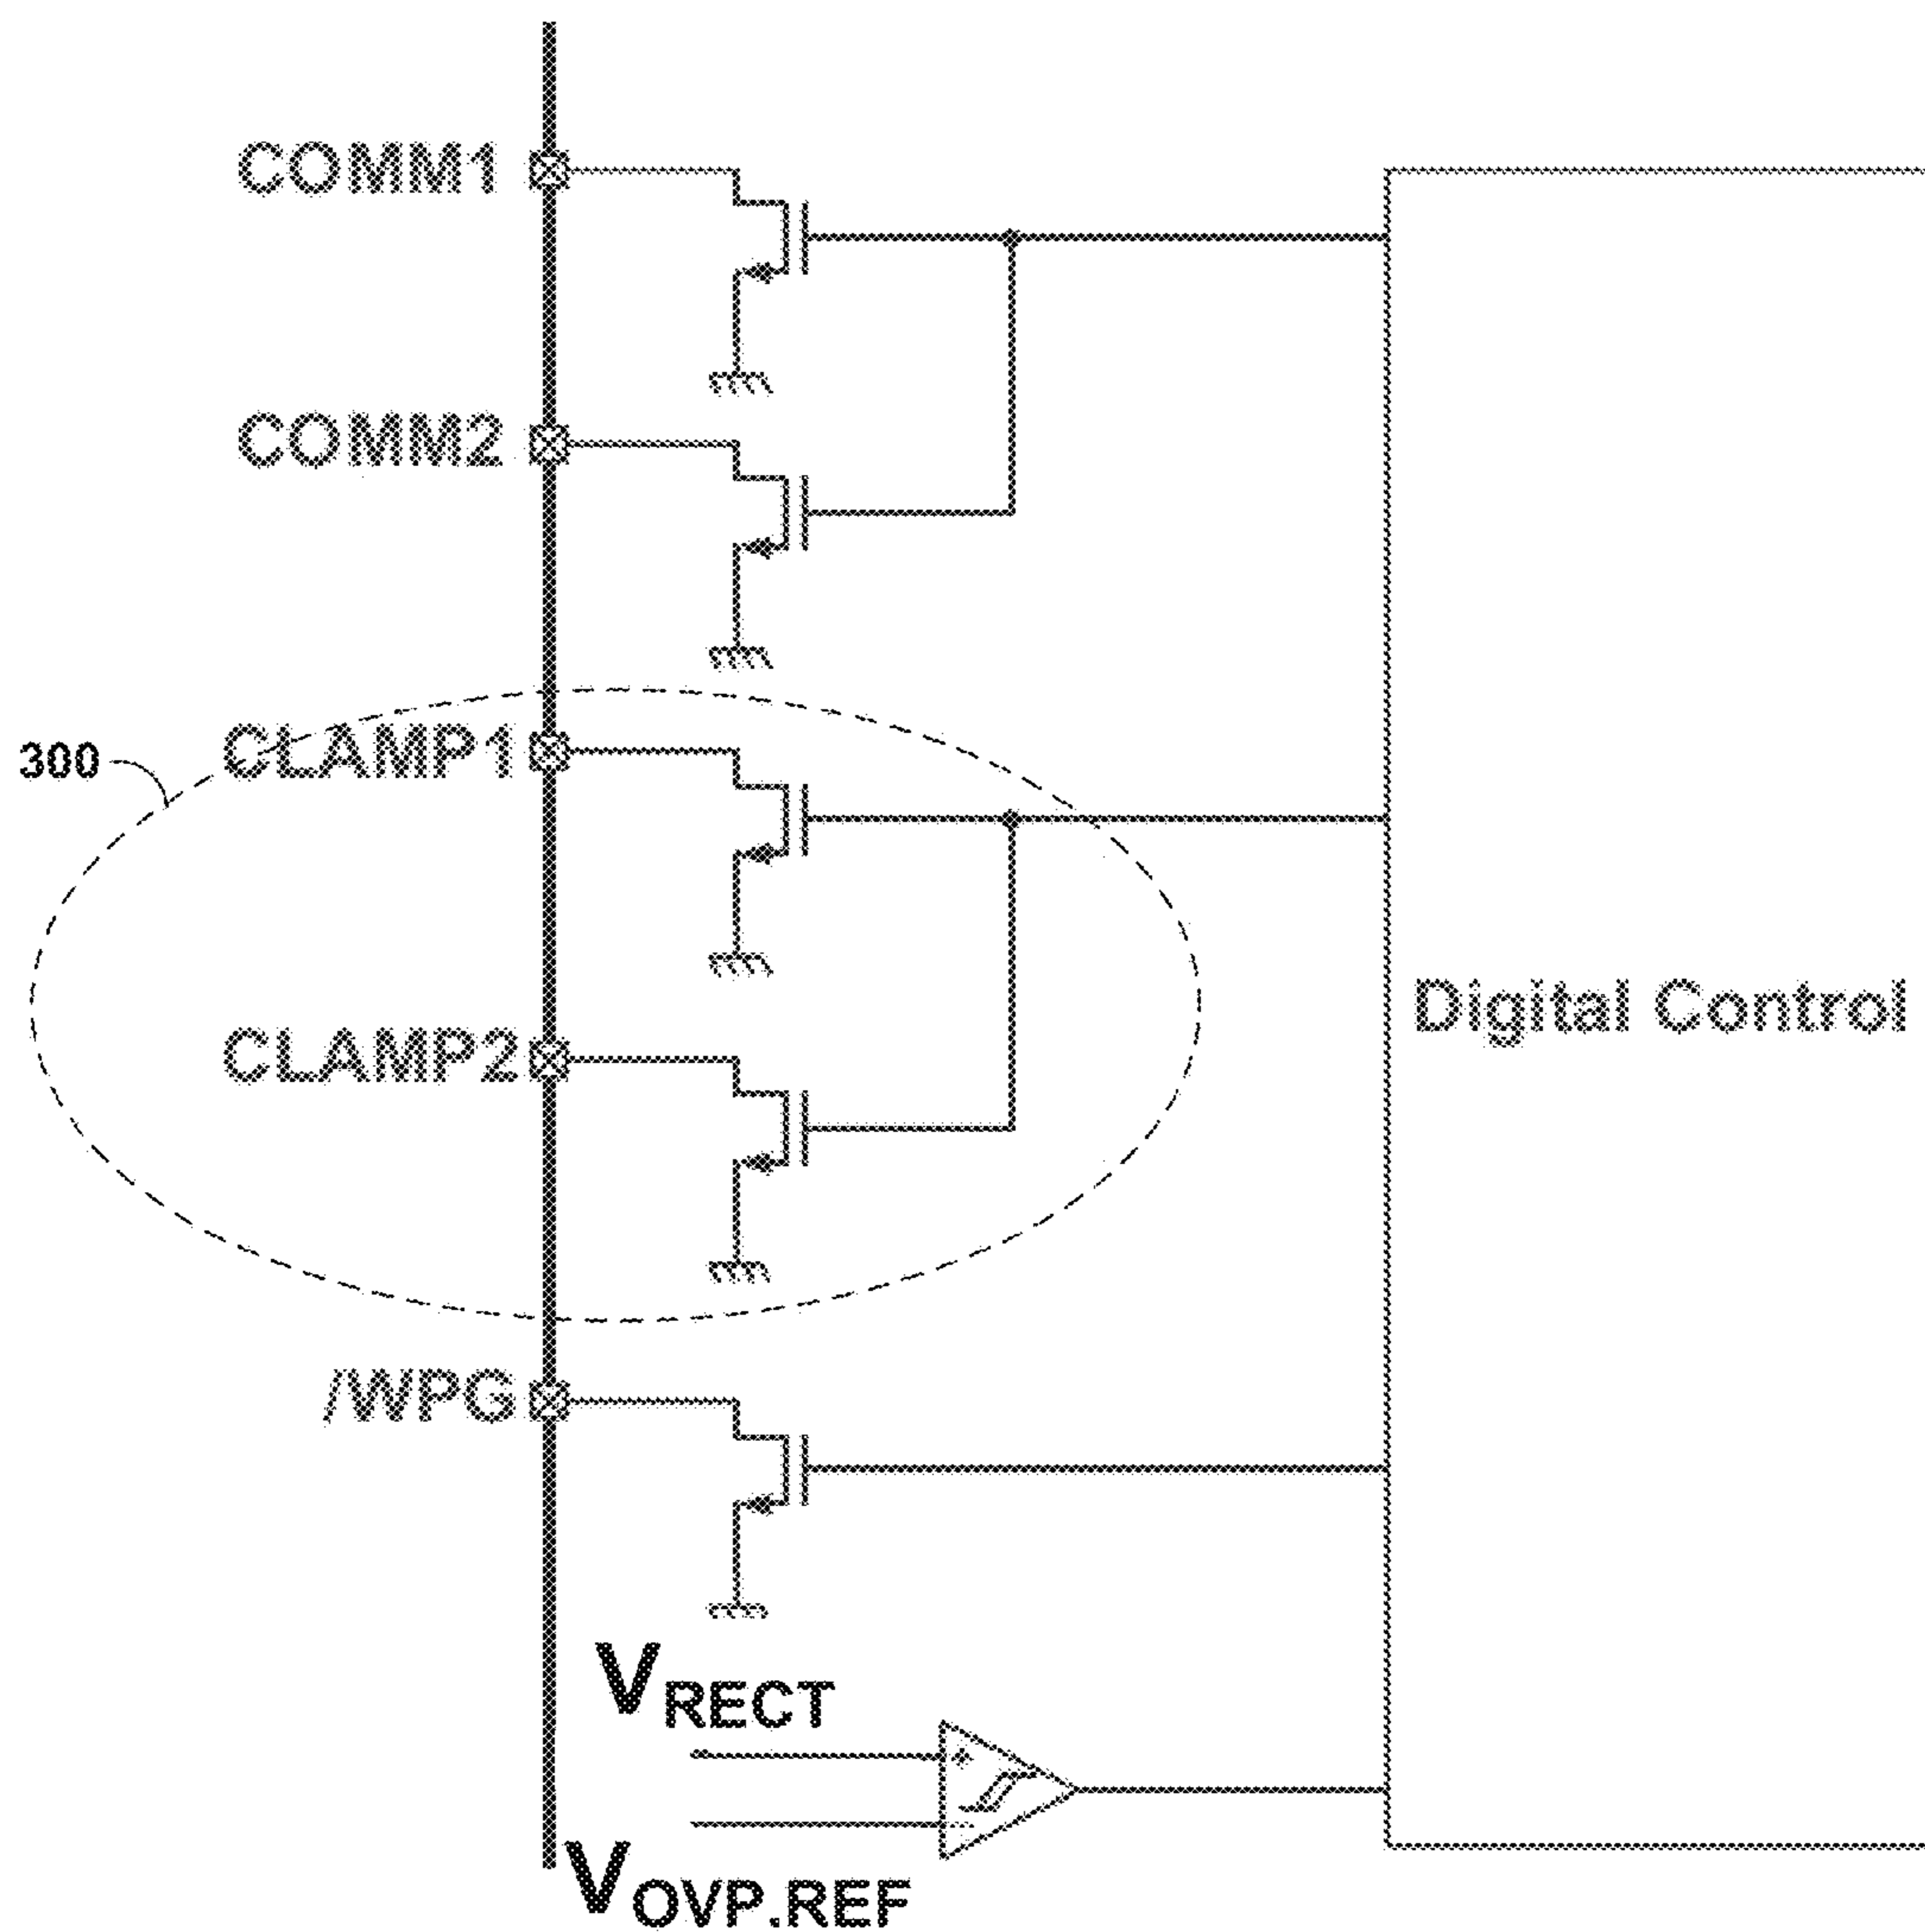 COMM1
COMM2
300
CLAMP1
CLAMP2
Digital Control
/WPG
VRECT
+
-
VOVP.REF